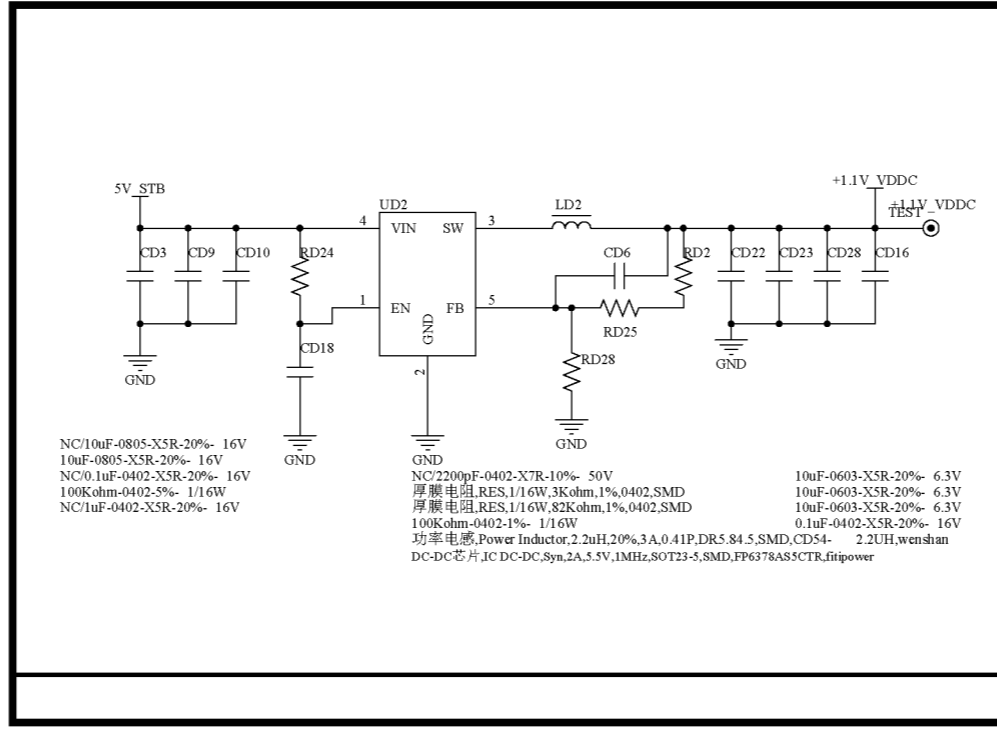 +1.1V_VDDC
5V_STB
UD2
LD2
+1.1V_VDDC
TEST
4
VIN
SW
3
CD3
CD9
CD10
RD24
CD6
RD2
CD22
CD23
CD28
CD16
1
EN
FB
5
GND
RD25
CD18
RD28
2
GND
GND
GND
GND
GND
NC/10uF-0805-X5R-20%- 16V
10uF-0805-X5R-20%- 16V
NC/0.1uF-0402-X5R-20%- 16V
100Kohm-0402-5%- 1/16W
NC/1uF-0402-X5R-20%- 16V
NC/2200pF-0402-X7R-10%- 50V
厚膜电阻,RES,1/16W,3Kohm,1%,0402,SMD
厚膜电阻,RES,1/16W,82Kohm,1%,0402,SMD
100Kohm-0402-1%- 1/16W
功率电感,Power Inductor,2.2uH,20%,3A,0.41P,DR5.84.5,SMD,CD54- 2.2UH,wenshan
DC-DC芯片,IC DC-DC,Syn,2A,5.5V,1MHz,SOT23-5,SMD,FP6378AS5CTR,fitipower
10uF-0603-X5R-20%- 6.3V
10uF-0603-X5R-20%- 6.3V
10uF-0603-X5R-20%- 6.3V
0.1uF-0402-X5R-20%- 16V